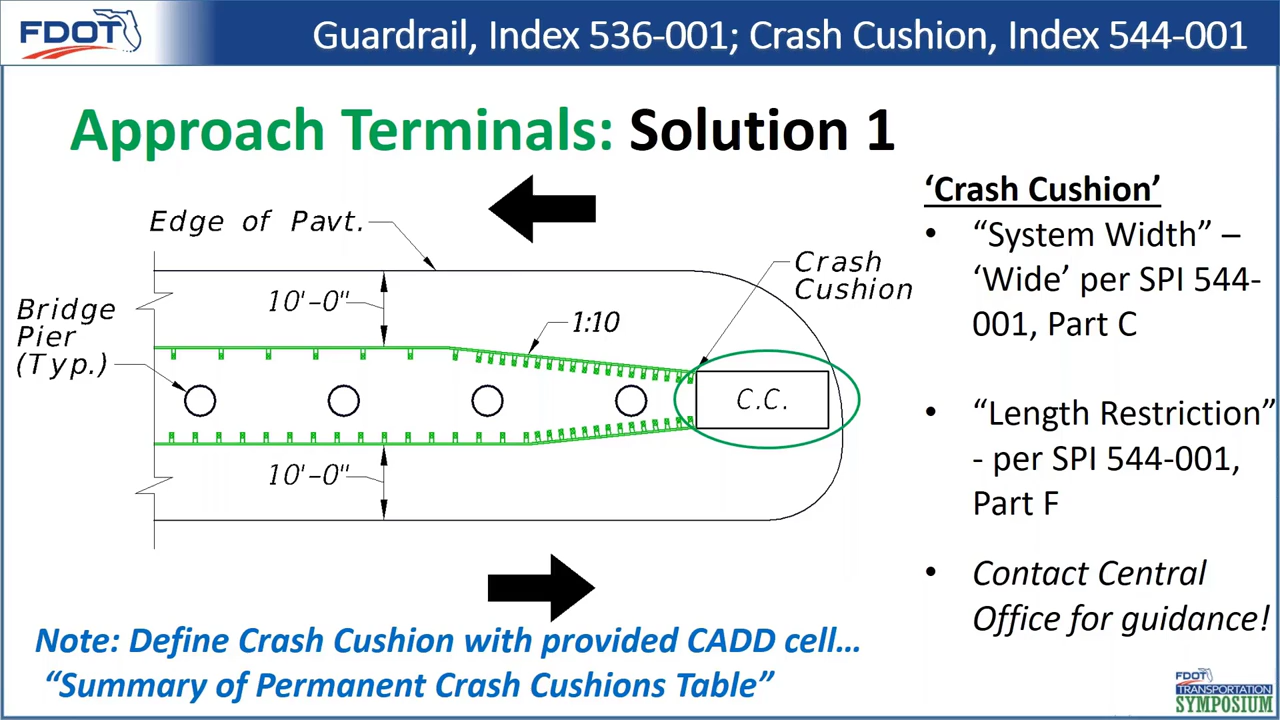 FDOT
Guardrail, Index 536-001; Crash Cushion, Index 544-001
Approach Terminals: Solution 1
Edge of Pavt.
Crash
Cushion
Bridge
Pier
(Typ.)
10'-0"
1:10
C.C.
10'-0"
‘Crash Cushion’
• “System Width” –
‘Wide’ per SPI 544-
001, Part C
• “Length Restriction”
- per SPI 544-001,
Part F
• Contact Central
Office for guidance!
Note: Define Crash Cushion with provided CADD cell…
“Summary of Permanent Crash Cushions Table”
FDOT
TRANSPORTATION
SYMPOSIUM